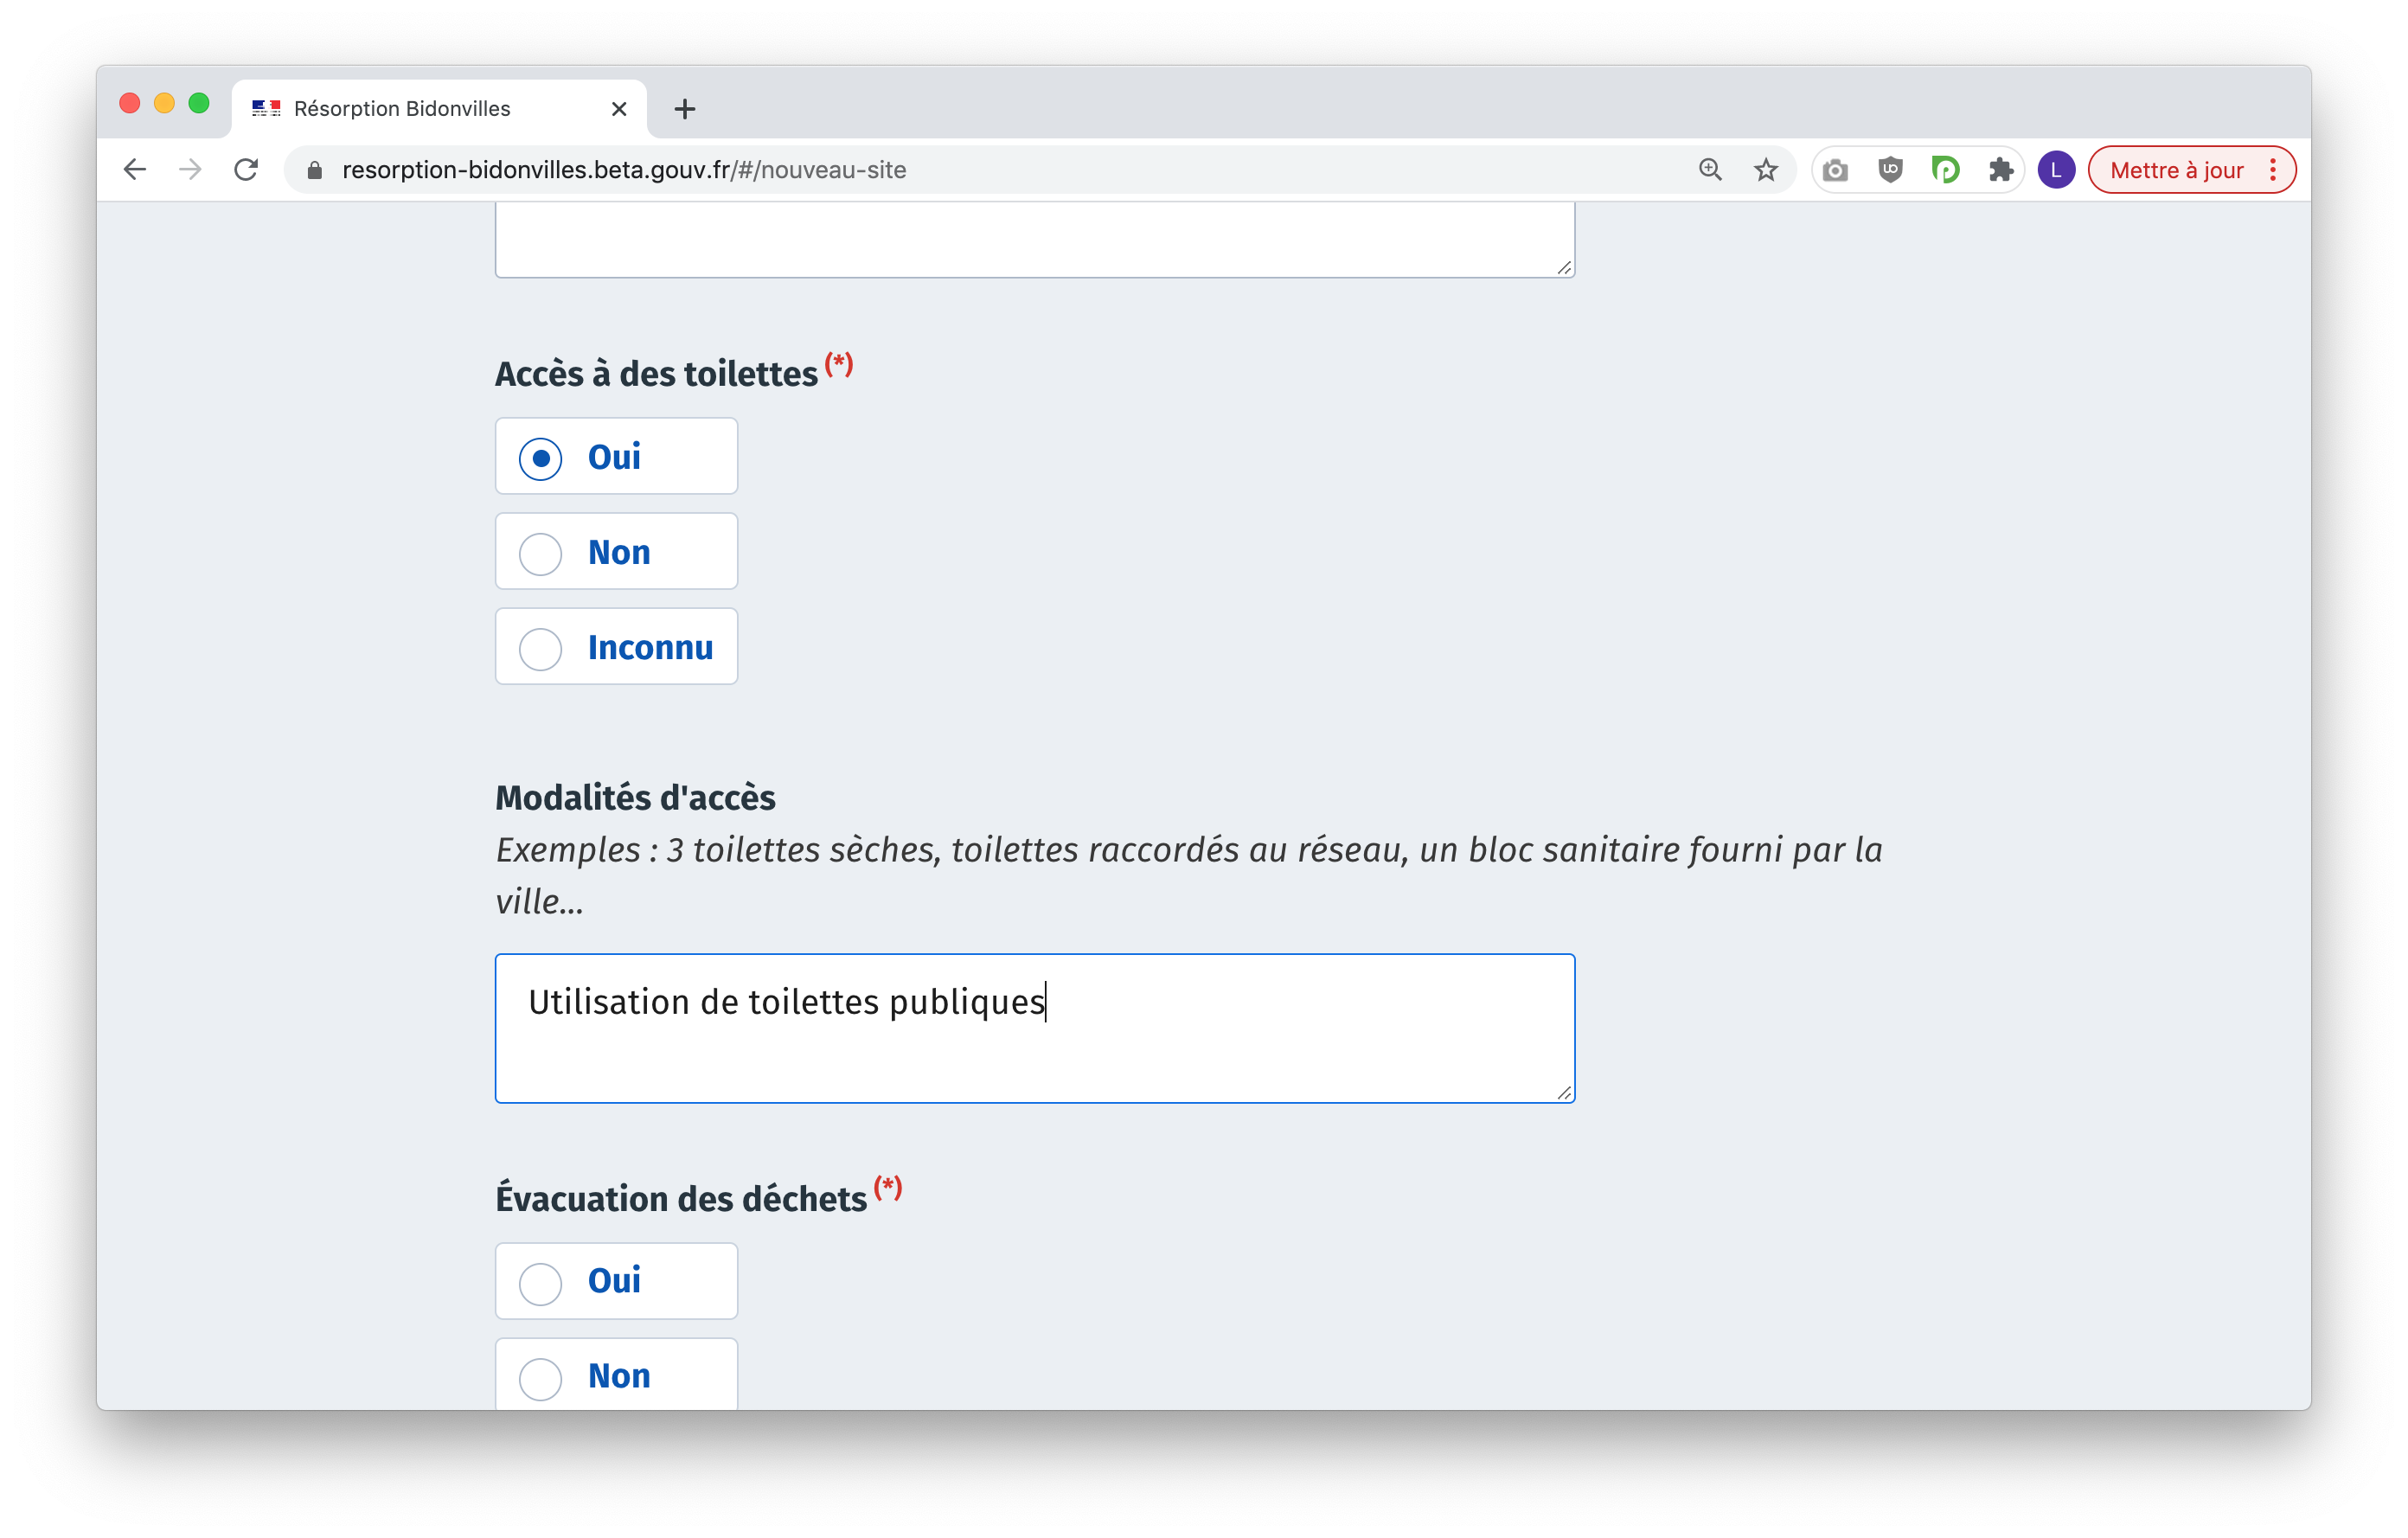 Résorption Bidonvilles
resorption-bidonvilles.beta.gouv.fr/#/nouveau-site
L
Mettre à jour
Accès à des toilettes (*)
Oui
Non
Inconnu
Modalités d'accès
Exemples : 3 toilettes sèches, toilettes raccordés au réseau, un bloc sanitaire fourni par la
ville...
Utilisation de toilettes publiques
Évacuation des déchets (*)
Oui
Non